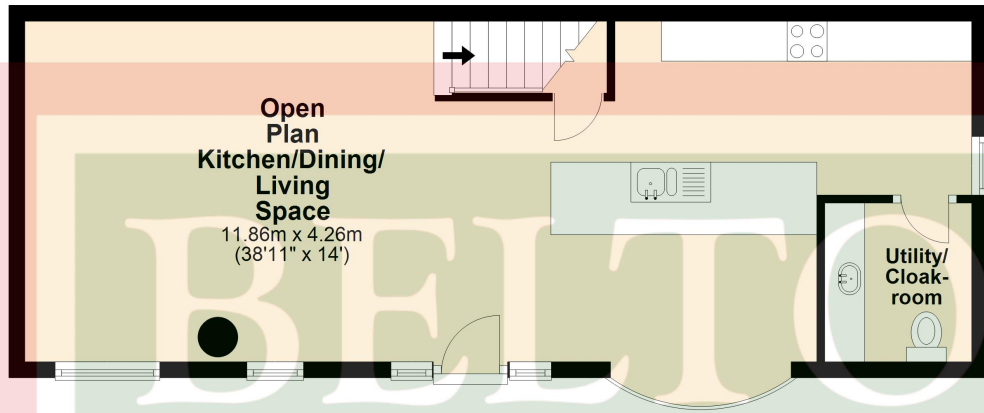 Open
Plan
Kitchen/Dining/
Living
Space
11.86m x 4.26m
(38'11" x 14')
Utility/
Cloak-
room
BELTO